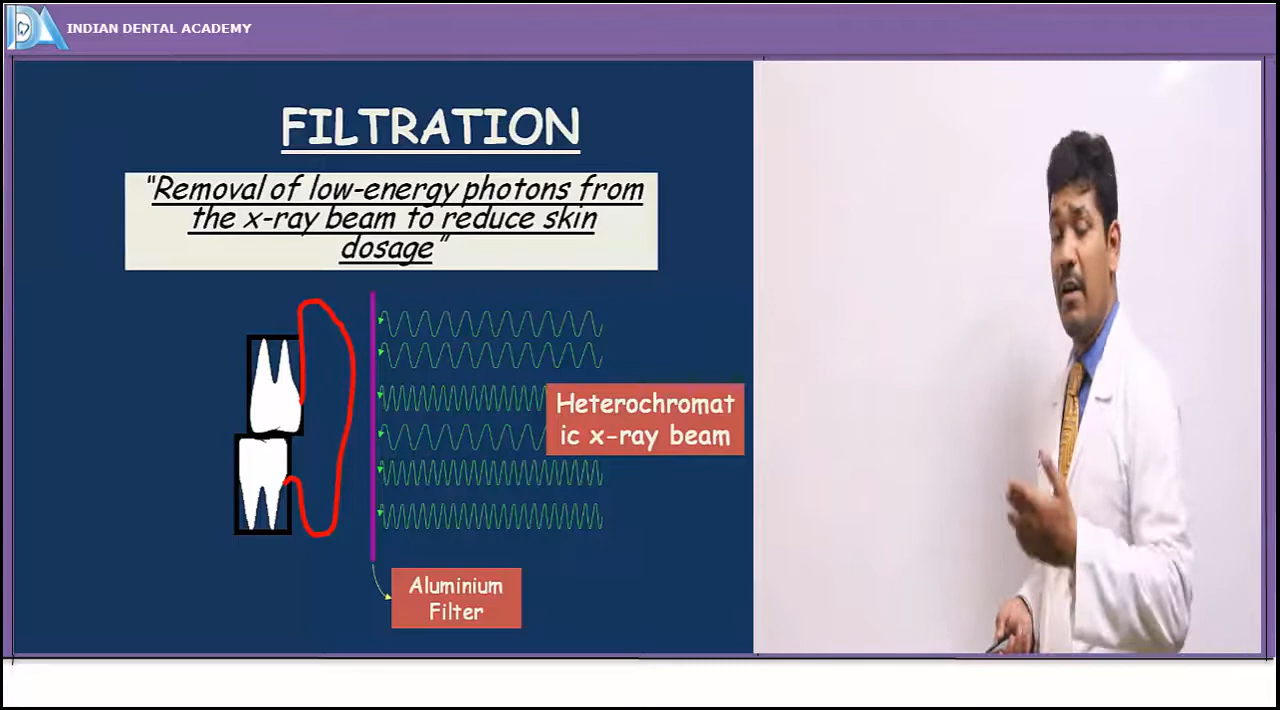 INDIAN DENTAL ACADEMY
FILTRATION
"Removal of low-energy photons from
the x-ray beam to reduce skin
dosage"
Heterochromat
ic x-ray beam
Aluminium
Filter